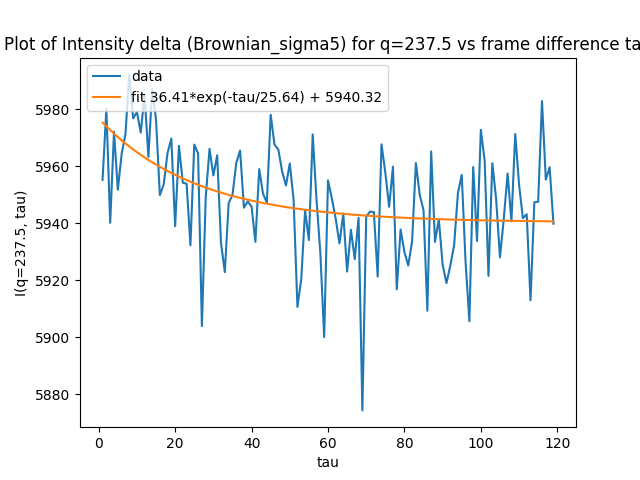 Plot of Intensity delta (Brownian_sigma5) for q=237.5 vs frame difference ta
data
fit 36.41*exp(-tau/25.64) + 5940.32
I(q=237.5, tau)
5980
5960
5940
5920
5900
5880
0 20 40 60 80 100 120
tau